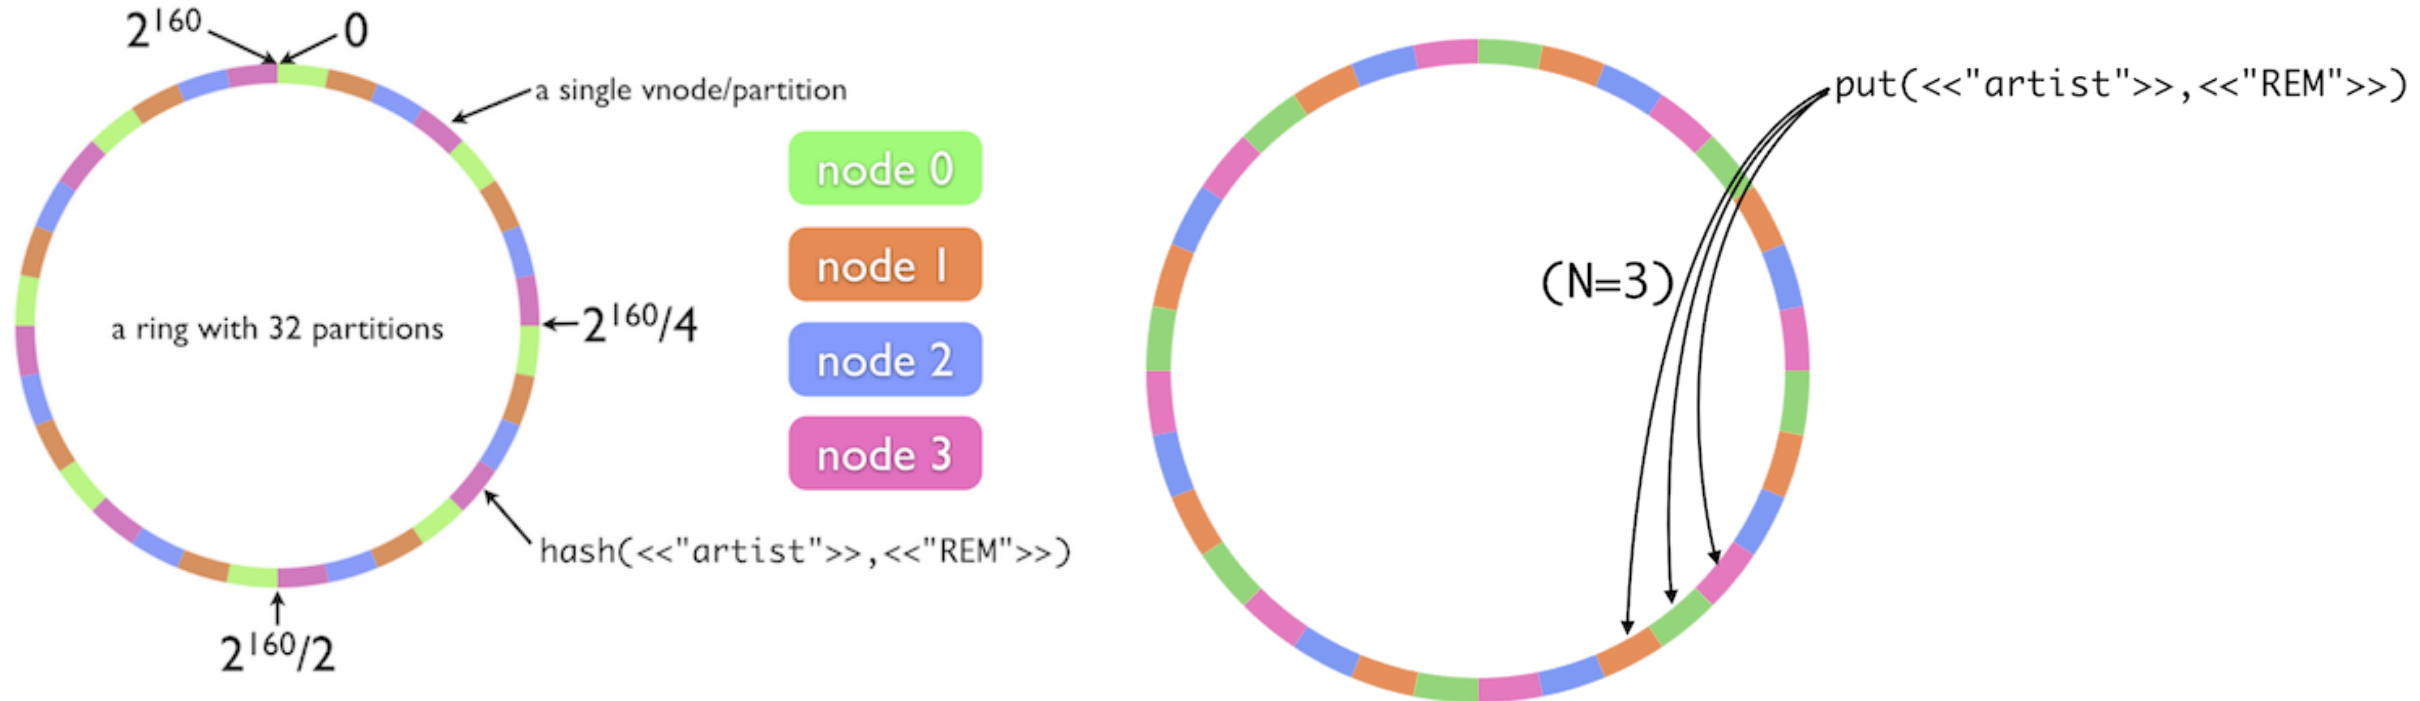 2¹⁶⁰
0
a single vnode/partition
a ring with 32 partitions
2¹⁶⁰/4
hash(<<"artist">>,<<"REM">>)
2¹⁶⁰/2
node 0
node 1
node 2
node 3
put(<<"artist">>,<<"REM">>)
(N=3)